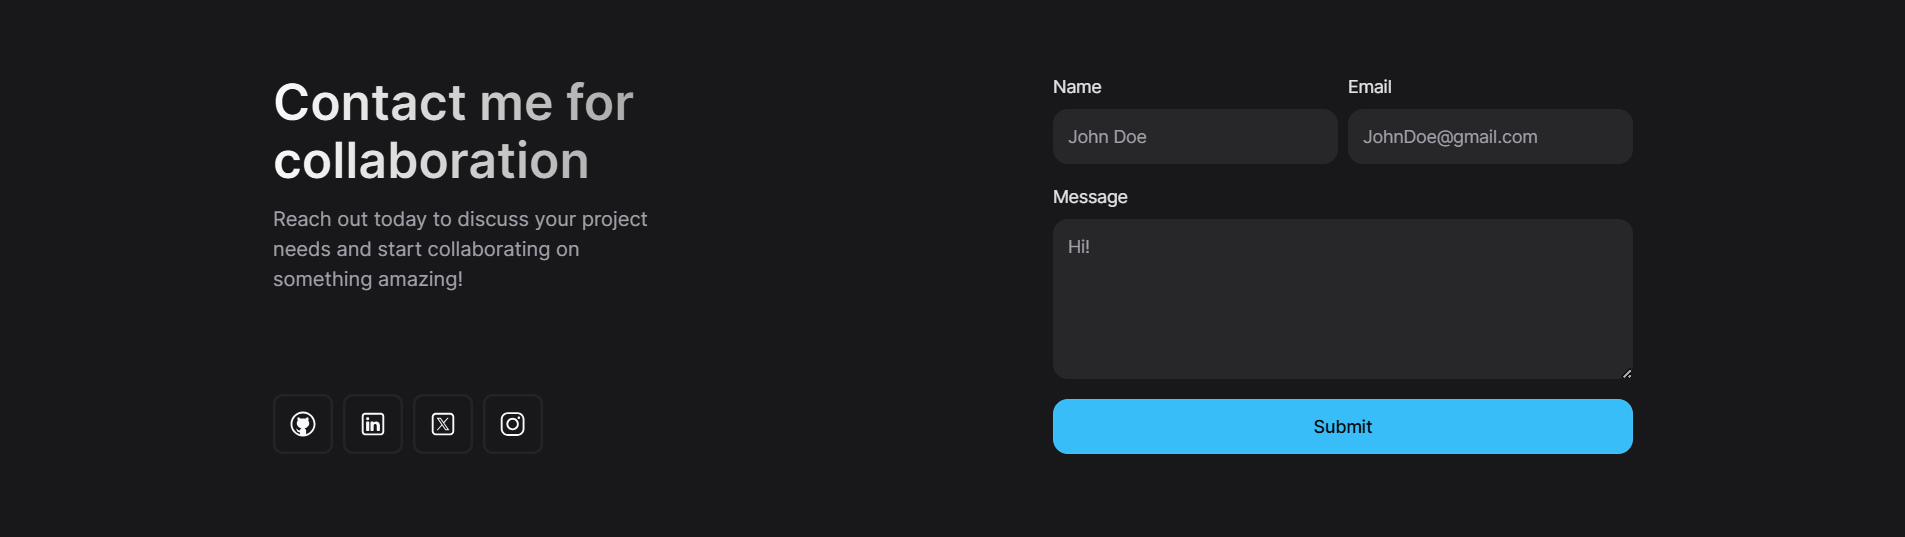 Contact me for
collaboration
Reach out today to discuss your project
needs and start collaborating on
something amazing!
Name
Email
John Doe
JohnDoe@gmail.com
Message
Hi!
Submit